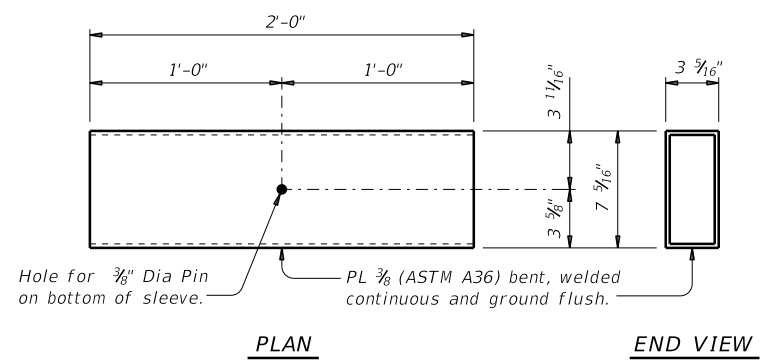 2'-0"
1'-0"
1'-0"
3 11/16"
3 5/8"
7 5/16"
3 5/16"
Hole for 3/8" Dia Pin
on bottom of sleeve.
PL 3/8 (ASTM A36) bent, welded
continuous and ground flush.
PLAN
END VIEW